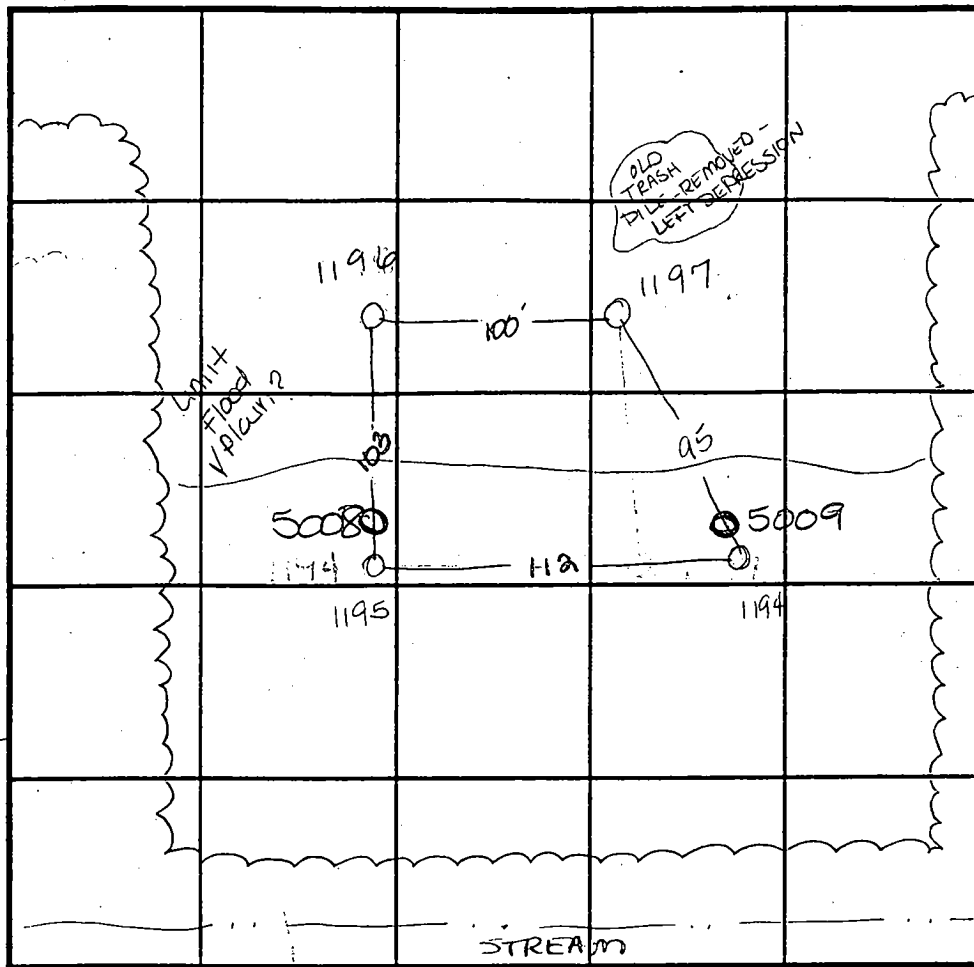 OLD
TRASH
PILE REMOVED -
LEFT DEPRESSION
1196
1197
100'
Limit
Flood
Plain?
103
95
5008
5009
112
1195
1194
STREAM